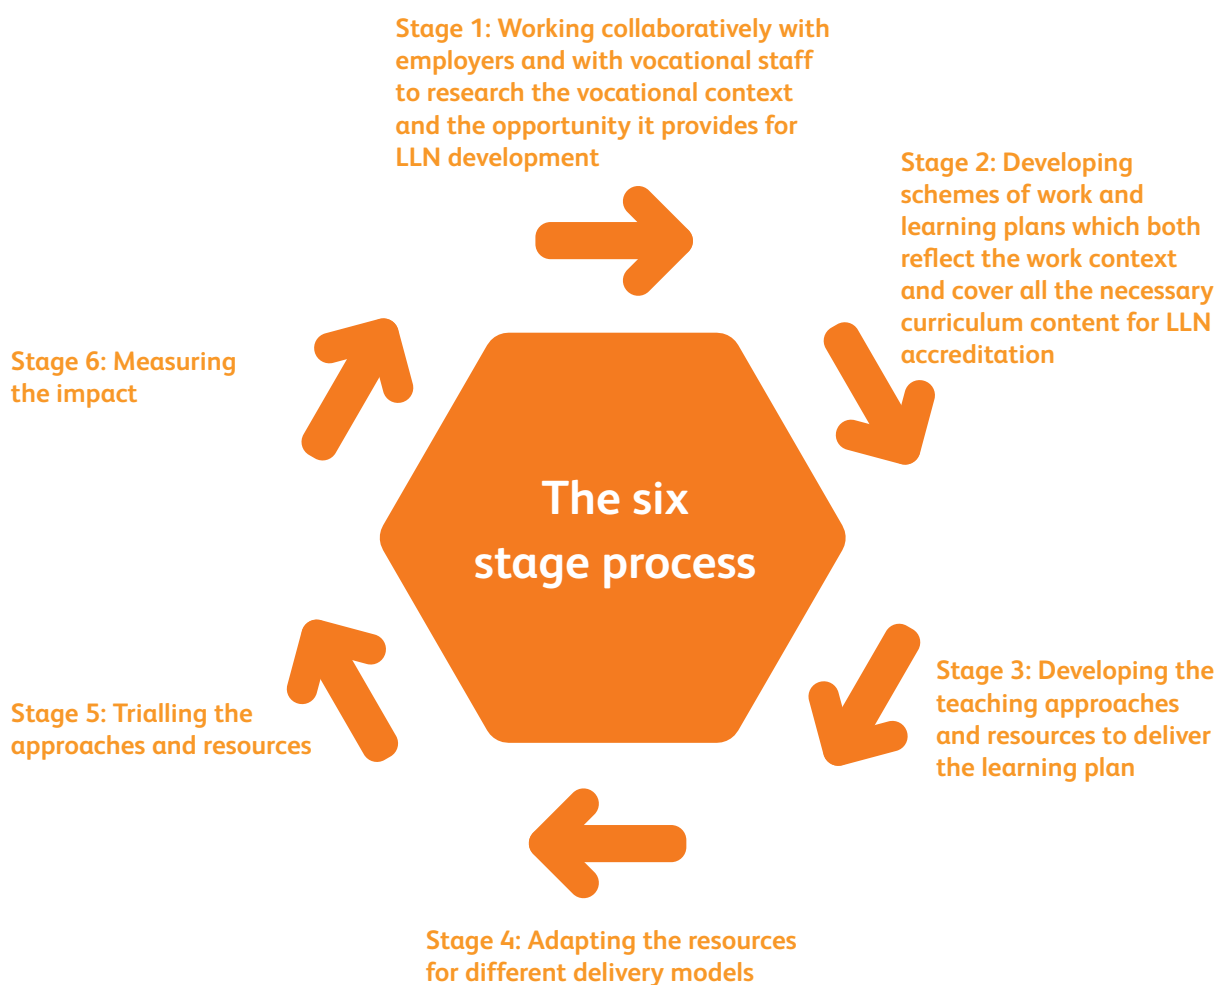 Stage 1: Working collaboratively with
employers and with vocational staff
to research the vocational context
and the opportunity it provides for
LLN development
Stage 2: Developing
schemes of work and
learning plans which both
reflect the work context
and cover all the necessary
curriculum content for LLN
accreditation
Stage 3: Developing the
teaching approaches
and resources to deliver
the learning plan
Stage 4: Adapting the resources
for different delivery models
Stage 5: Trialling the
approaches and resources
Stage 6: Measuring
the impact
The six
stage process